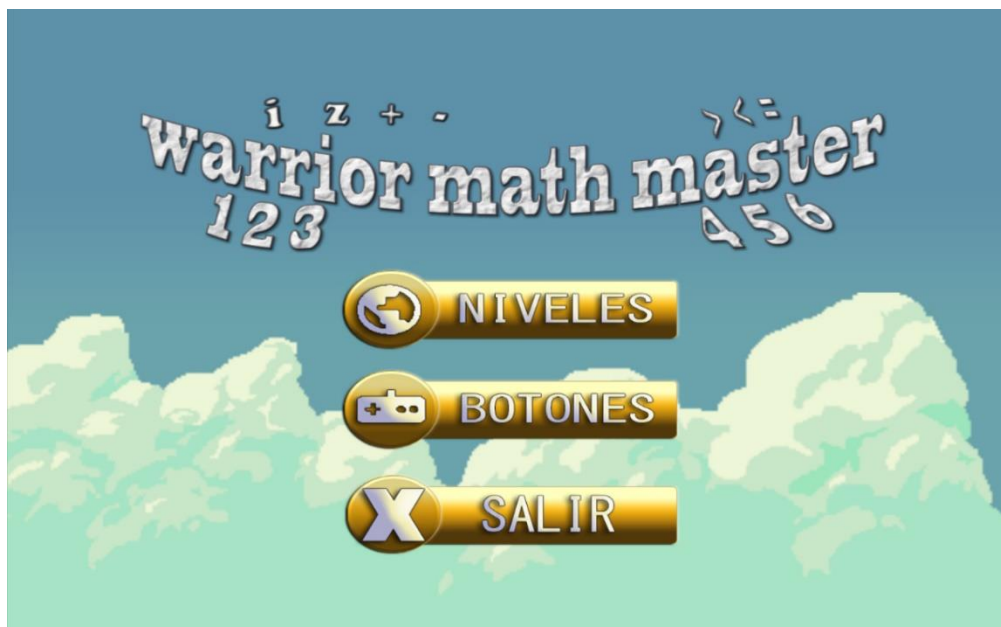 i z + - > < =
warrior math master
123 456
NIVELES
BOTONES
X SALIR